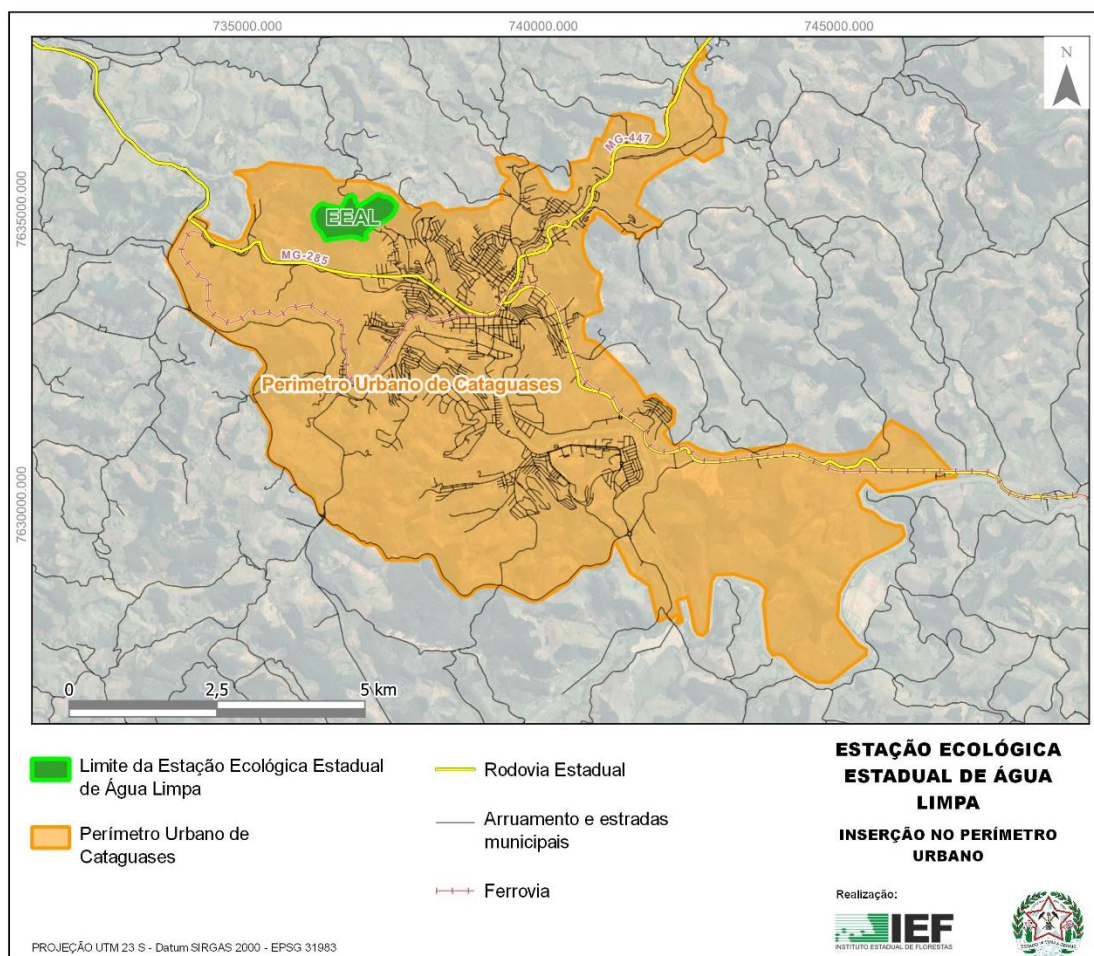 735000.000
740000.000
745000.000
N
7635000.000
7630000.000
MG-447
EEAL
MG-285
Perimetro Urbano de Cataguases
0
2,5
5 km
Limite da Estação Ecológica Estadual
de Água Limpa
Perímetro Urbano de
Cataguases
Rodovia Estadual
Arruamento e estradas
municipais
Ferrovia
ESTAÇÃO ECOLÓGICA
ESTADUAL DE ÁGUA
LIMPA
INSERÇÃO NO PERÍMETRO
URBANO
Realização:
IEF
INSTITUTO ESTADUAL DE FLORESTAS
PROJEÇÃO UTM 23 S - Datum SIRGAS 2000 - EPSG 31983